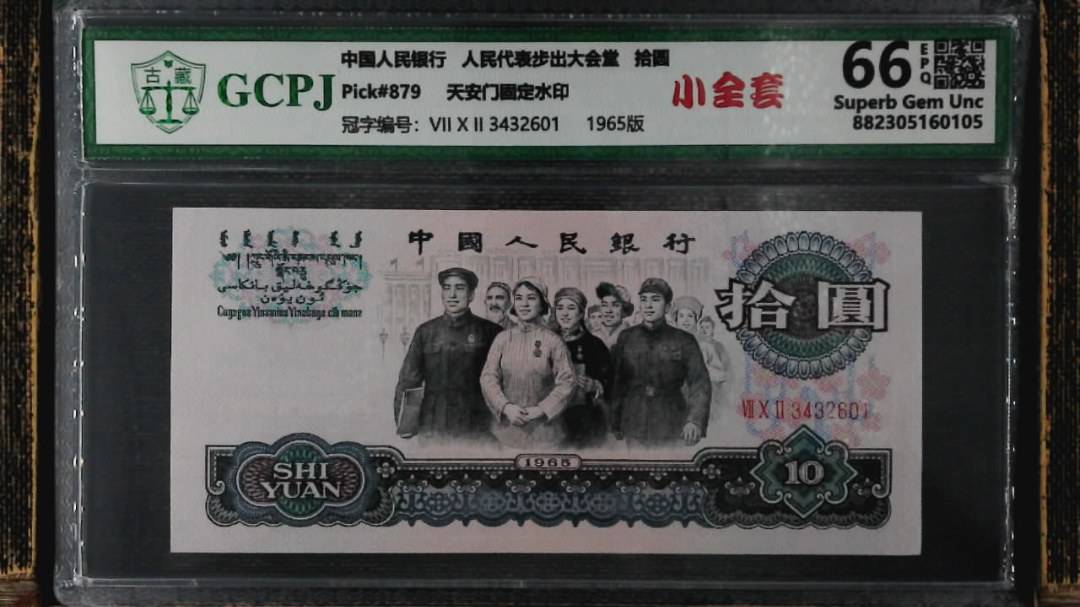 中国人民银行 人民代表步出大会堂 拾圆
古 藏
GCPJ
Pick#879 天安门固定水印
小全套
冠字编号: VII X II 3432601 1965版
66 EPQ
Superb Gem Unc
882305160105
中國人民銀行
拾圓
VII X II 3432601
1965
SHI
YUAN
10